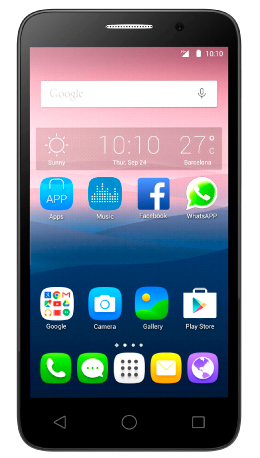 10:10
Google
10:10 27°c
Sunny Thur, Sep 24 Barcelona
APP
Apps Music Facebook WhatsAPP
Google Camera Gallery Play Store